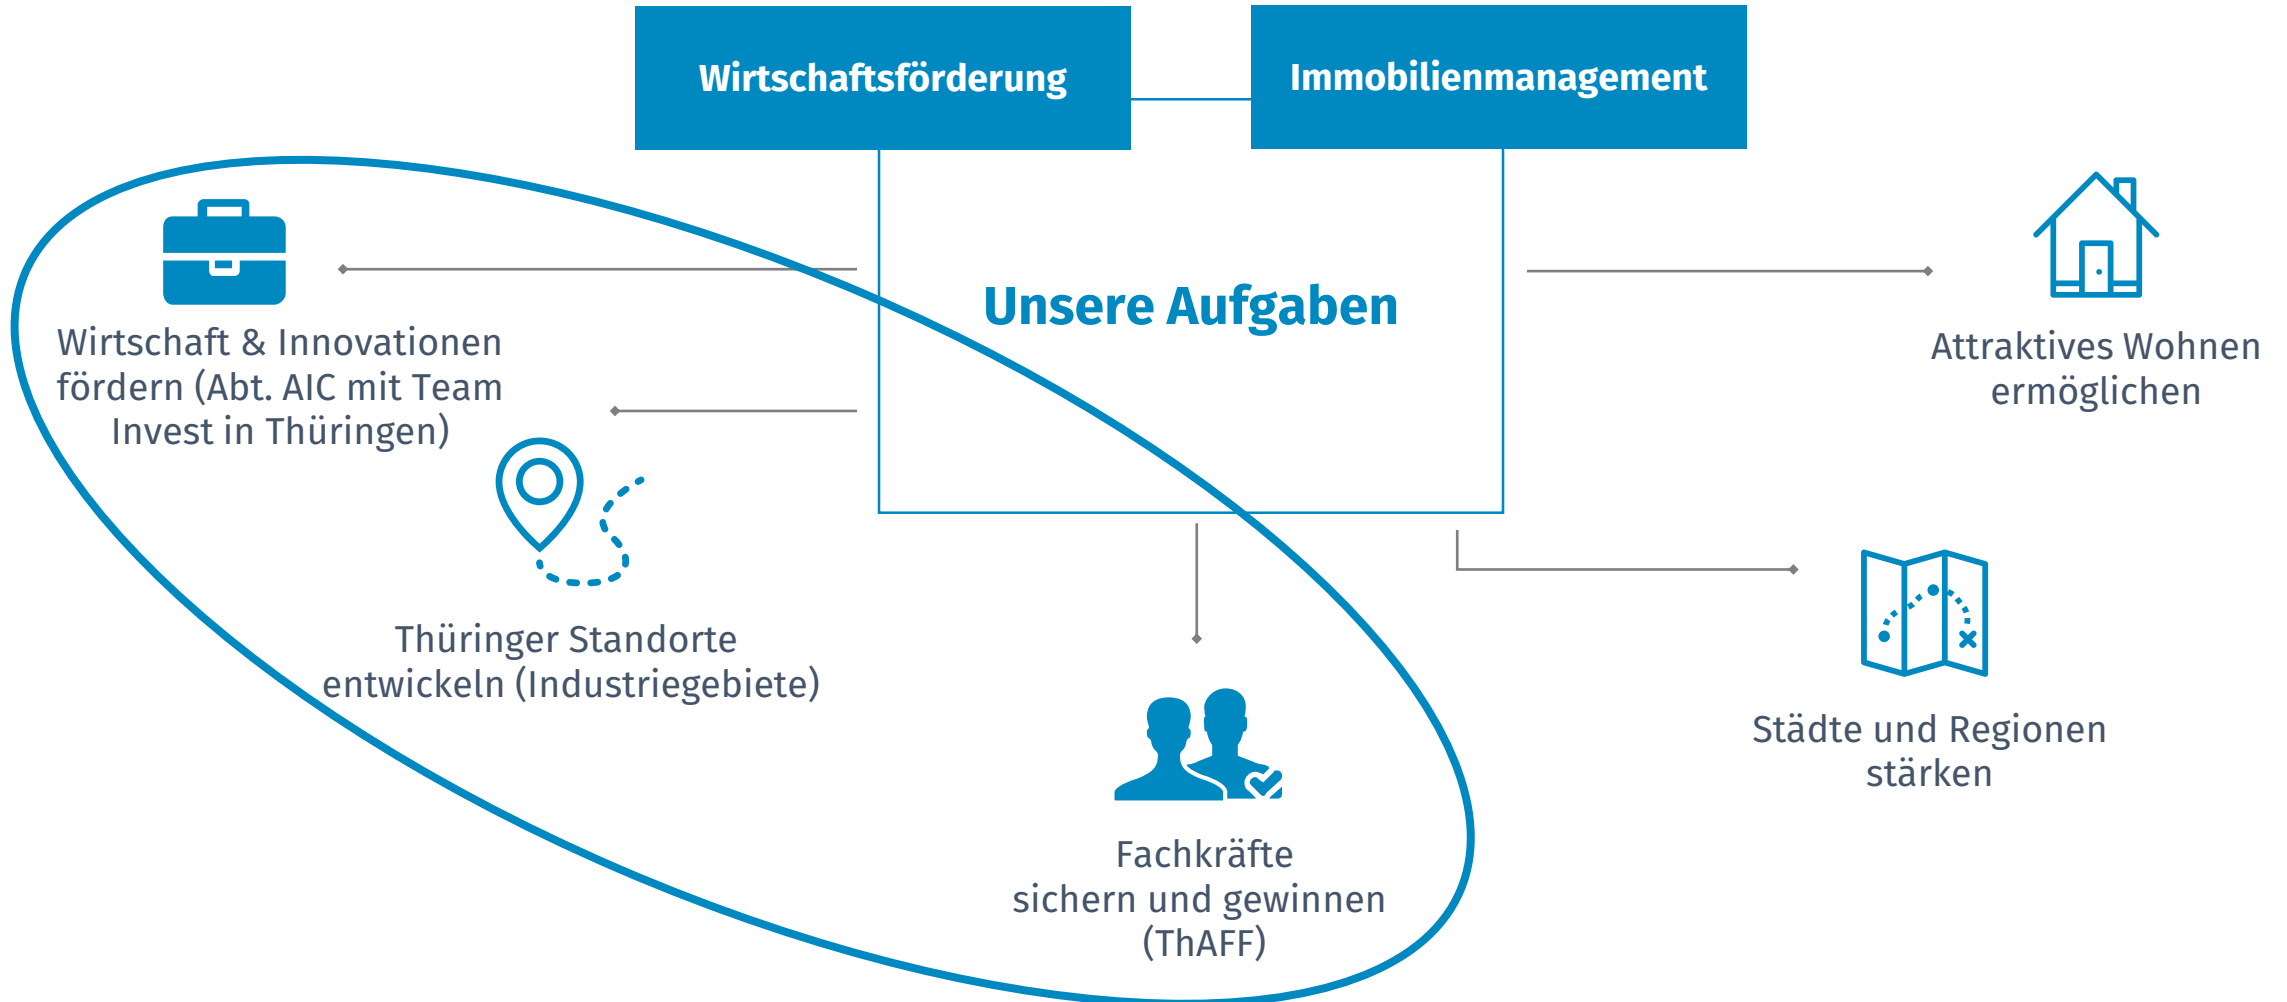 Wirtschaftsförderung
Immobilienmanagement
Unsere Aufgaben
Wirtschaft & Innovationen
fördern (Abt. AIC mit Team
Invest in Thüringen)
Thüringer Standorte
entwickeln (Industriegebiete)
Fachkräfte
sichern und gewinnen
(ThAFF)
Attraktives Wohnen
ermöglichen
Städte und Regionen
stärken